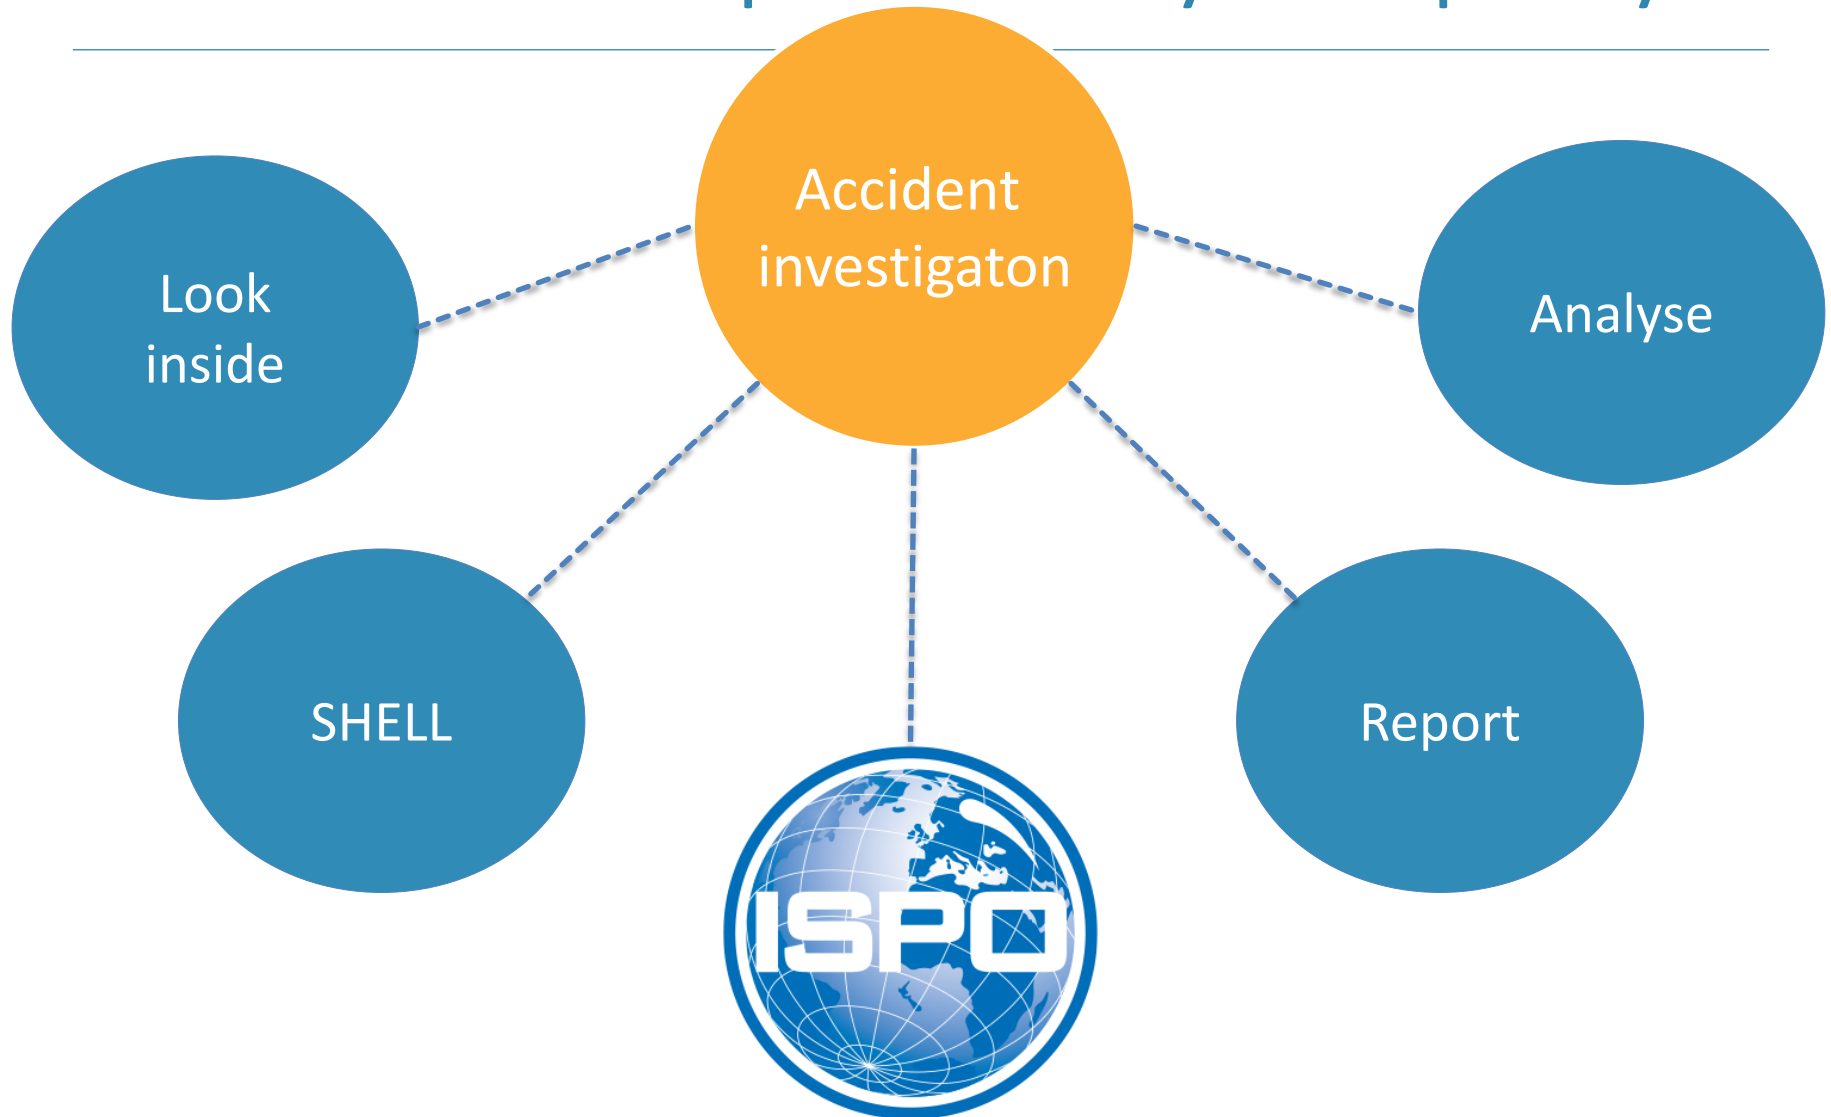 Accident
investigaton
Look
inside
Analyse
SHELL
Report
ISPO